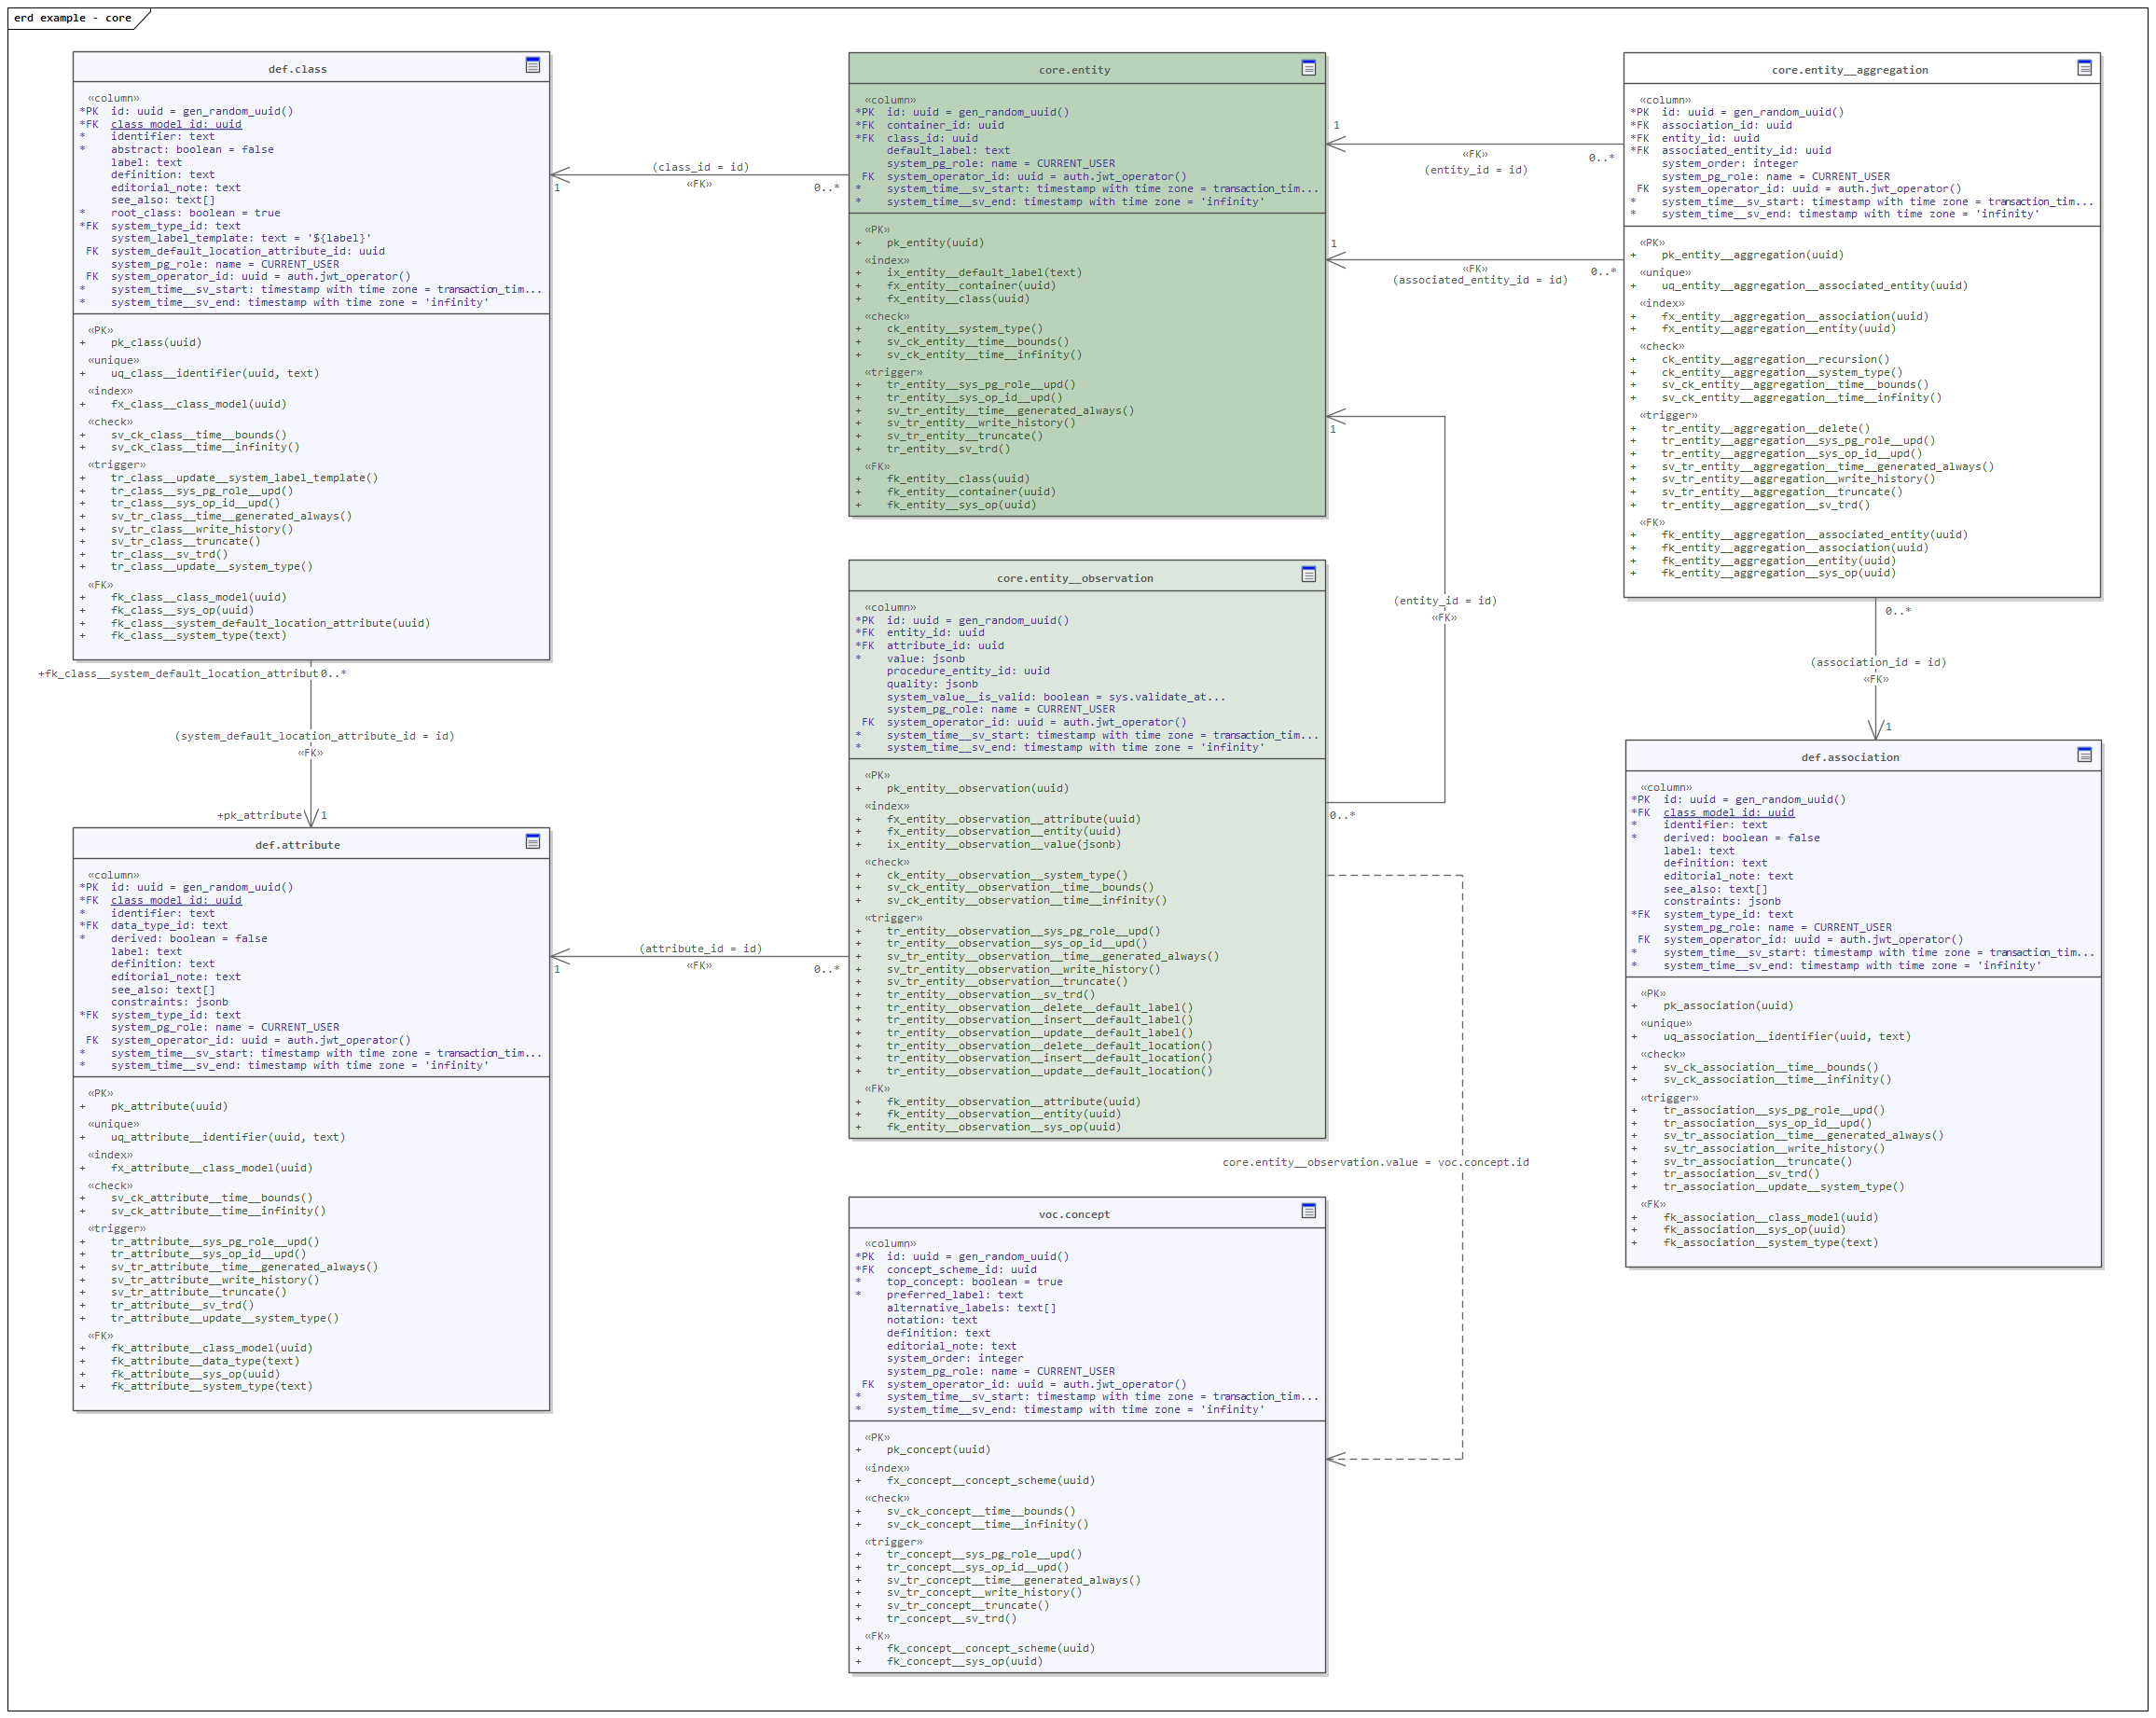 erd example - core
def.class
«column»
*PK id: uuid = gen_random_uuid()
*FK class_model_id: uuid
* identifier: text
* abstract: boolean = false
label: text
definition: text
editorial_note: text
see_also: text[]
* root_class: boolean = true
*FK system_type_id: text
system_label_template: text = '${label}'
FK system_default_location_attribute_id: uuid
system_pg_role: name = CURRENT_USER
FK system_operator_id: uuid = auth.jwt_operator()
* system_time__sv_start: timestamp with time zone = transaction_tim...
* system_time__sv_end: timestamp with time zone = 'infinity'
«PK»
+ pk_class(uuid)
«unique»
+ uq_class__identifier(uuid, text)
«index»
+ fx_class__class_model(uuid)
«check»
+ sv_ck_class__time__bounds()
+ sv_ck_class__time__infinity()
«trigger»
+ tr_class__update__system_label_template()
+ tr_class__sys_pg_role__upd()
+ tr_class__sys_op_id__upd()
+ sv_tr_class__time__generated_always()
+ sv_tr_class__write_history()
+ sv_tr_class__truncate()
+ tr_class__sv_trd()
+ tr_class__update__system_type()
«FK»
+ fk_class__class_model(uuid)
+ fk_class__sys_op(uuid)
+ fk_class__system_default_location_attribute(uuid)
+ fk_class__system_type(text)
(class_id = id)
«FK»
1
0..*
core.entity
«column»
*PK id: uuid = gen_random_uuid()
*FK container_id: uuid
*FK class_id: uuid
default_label: text
system_pg_role: name = CURRENT_USER
FK system_operator_id: uuid = auth.jwt_operator()
* system_time__sv_start: timestamp with time zone = transaction_tim...
* system_time__sv_end: timestamp with time zone = 'infinity'
«PK»
+ pk_entity(uuid)
«index»
+ ix_entity__default_label(text)
+ fx_entity__container(uuid)
+ fx_entity__class(uuid)
«check»
+ ck_entity__system_type()
+ sv_ck_entity__time__bounds()
+ sv_ck_entity__time__infinity()
«trigger»
+ tr_entity__sys_pg_role__upd()
+ tr_entity__sys_op_id__upd()
+ sv_tr_entity__time__generated_always()
+ sv_tr_entity__write_history()
+ sv_tr_entity__truncate()
+ tr_entity__sv_trd()
«FK»
+ fk_entity__class(uuid)
+ fk_entity__container(uuid)
+ fk_entity__sys_op(uuid)
1
«FK»
(entity_id = id)
0..*
1
«FK»
(associated_entity_id = id)
0..*
core.entity__aggregation
«column»
*PK id: uuid = gen_random_uuid()
*FK association_id: uuid
*FK entity_id: uuid
*FK associated_entity_id: uuid
system_order: integer
system_pg_role: name = CURRENT_USER
FK system_operator_id: uuid = auth.jwt_operator()
* system_time__sv_start: timestamp with time zone = transaction_tim...
* system_time__sv_end: timestamp with time zone = 'infinity'
«PK»
+ pk_entity__aggregation(uuid)
«unique»
+ uq_entity__aggregation__associated_entity(uuid)
«index»
+ fx_entity__aggregation__association(uuid)
+ fx_entity__aggregation__entity(uuid)
«check»
+ ck_entity__aggregation__recursion()
+ ck_entity__aggregation__system_type()
+ sv_ck_entity__aggregation__time__bounds()
+ sv_ck_entity__aggregation__time__infinity()
«trigger»
+ tr_entity__aggregation__delete()
+ tr_entity__aggregation__sys_pg_role__upd()
+ tr_entity__aggregation__sys_op_id__upd()
+ sv_tr_entity__aggregation__time__generated_always()
+ sv_tr_entity__aggregation__write_history()
+ sv_tr_entity__aggregation__truncate()
+ tr_entity__aggregation__sv_trd()
«FK»
+ fk_entity__aggregation__associated_entity(uuid)
+ fk_entity__aggregation__association(uuid)
+ fk_entity__aggregation__entity(uuid)
+ fk_entity__aggregation__sys_op(uuid)
1
(entity_id = id)
«FK»
0..*
0..*
(association_id = id)
«FK»
1
+fk_class__system_default_location_attribut 0..*
(system_default_location_attribute_id = id)
«FK»
+pk_attribute 1
core.entity__observation
«column»
*PK id: uuid = gen_random_uuid()
*FK entity_id: uuid
*FK attribute_id: uuid
* value: jsonb
procedure_entity_id: uuid
quality: jsonb
system_value__is_valid: boolean = sys.validate_at...
system_pg_role: name = CURRENT_USER
FK system_operator_id: uuid = auth.jwt_operator()
* system_time__sv_start: timestamp with time zone = transaction_tim...
* system_time__sv_end: timestamp with time zone = 'infinity'
«PK»
+ pk_entity__observation(uuid)
«index»
+ fx_entity__observation__attribute(uuid)
+ fx_entity__observation__entity(uuid)
+ ix_entity__observation__value(jsonb)
«check»
+ ck_entity__observation__system_type()
+ sv_ck_entity__observation__time__bounds()
+ sv_ck_entity__observation__time__infinity()
«trigger»
+ tr_entity__observation__sys_pg_role__upd()
+ tr_entity__observation__sys_op_id__upd()
+ sv_tr_entity__observation__time__generated_always()
+ sv_tr_entity__observation__write_history()
+ sv_tr_entity__observation__truncate()
+ tr_entity__observation__sv_trd()
+ tr_entity__observation__delete__default_label()
+ tr_entity__observation__insert__default_label()
+ tr_entity__observation__update__default_label()
+ tr_entity__observation__delete__default_location()
+ tr_entity__observation__insert__default_location()
+ tr_entity__observation__update__default_location()
«FK»
+ fk_entity__observation__attribute(uuid)
+ fk_entity__observation__entity(uuid)
+ fk_entity__observation__sys_op(uuid)
def.association
«column»
*PK id: uuid = gen_random_uuid()
*FK class_model_id: uuid
* identifier: text
* derived: boolean = false
label: text
definition: text
editorial_note: text
see_also: text[]
constraints: jsonb
*FK system_type_id: text
system_pg_role: name = CURRENT_USER
FK system_operator_id: uuid = auth.jwt_operator()
* system_time__sv_start: timestamp with time zone = transaction_tim...
* system_time__sv_end: timestamp with time zone = 'infinity'
«PK»
+ pk_association(uuid)
«unique»
+ uq_association__identifier(uuid, text)
«check»
+ sv_ck_association__time__bounds()
+ sv_ck_association__time__infinity()
«trigger»
+ tr_association__sys_pg_role__upd()
+ tr_association__sys_op_id__upd()
+ sv_tr_association__time__generated_always()
+ sv_tr_association__write_history()
+ sv_tr_association__truncate()
+ tr_association__sv_trd()
+ tr_association__update__system_type()
«FK»
+ fk_association__class_model(uuid)
+ fk_association__sys_op(uuid)
+ fk_association__system_type(text)
def.attribute
«column»
*PK id: uuid = gen_random_uuid()
*FK class_model_id: uuid
* identifier: text
*FK data_type_id: text
* derived: boolean = false
label: text
definition: text
editorial_note: text
see_also: text[]
constraints: jsonb
*FK system_type_id: text
system_pg_role: name = CURRENT_USER
FK system_operator_id: uuid = auth.jwt_operator()
* system_time__sv_start: timestamp with time zone = transaction_tim...
* system_time__sv_end: timestamp with time zone = 'infinity'
«PK»
+ pk_attribute(uuid)
«unique»
+ uq_attribute__identifier(uuid, text)
«index»
+ fx_attribute__class_model(uuid)
«check»
+ sv_ck_attribute__time__bounds()
+ sv_ck_attribute__time__infinity()
«trigger»
+ tr_attribute__sys_pg_role__upd()
+ tr_attribute__sys_op_id__upd()
+ sv_tr_attribute__time__generated_always()
+ sv_tr_attribute__write_history()
+ sv_tr_attribute__truncate()
+ tr_attribute__sv_trd()
+ tr_attribute__update__system_type()
«FK»
+ fk_attribute__class_model(uuid)
+ fk_attribute__data_type(text)
+ fk_attribute__sys_op(uuid)
+ fk_attribute__system_type(text)
(attribute_id = id)
«FK»
1
0..*
core.entity__observation.value = voc.concept.id
voc.concept
«column»
*PK id: uuid = gen_random_uuid()
*FK concept_scheme_id: uuid
* top_concept: boolean = true
* preferred_label: text
alternative_labels: text[]
notation: text
definition: text
editorial_note: text
system_order: integer
system_pg_role: name = CURRENT_USER
FK system_operator_id: uuid = auth.jwt_operator()
* system_time__sv_start: timestamp with time zone = transaction_tim...
* system_time__sv_end: timestamp with time zone = 'infinity'
«PK»
+ pk_concept(uuid)
«index»
+ fx_concept__concept_scheme(uuid)
«check»
+ sv_ck_concept__time__bounds()
+ sv_ck_concept__time__infinity()
«trigger»
+ tr_concept__sys_pg_role__upd()
+ tr_concept__sys_op_id__upd()
+ sv_tr_concept__time__generated_always()
+ sv_tr_concept__write_history()
+ sv_tr_concept__truncate()
+ tr_concept__sv_trd()
«FK»
+ fk_concept__concept_scheme(uuid)
+ fk_concept__sys_op(uuid)